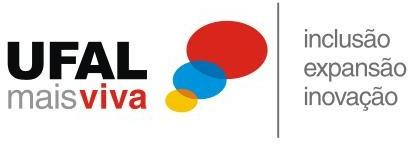 UFAL
maisviva
inclusão
expansão
inovação